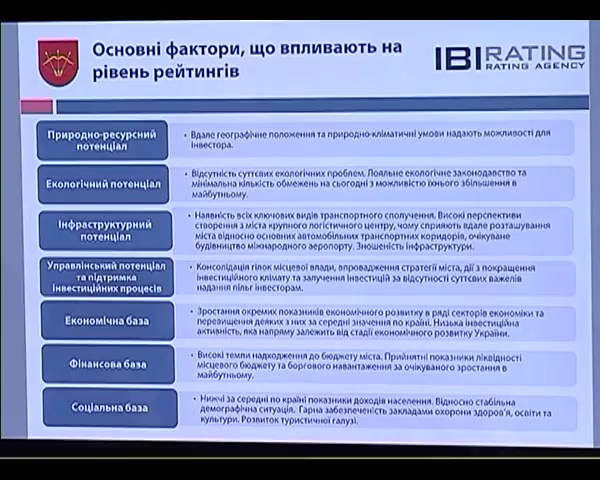 Основні фактори, що впливають на
рівень рейтингів
IBI RATING
RATING AGENCY
Природно-ресурсний
потенціал
• Вдале географічне положення та природно-кліматичні умови надають можливості для
інвестора.
Екологічний потенціал
• Відсутність суттєвих екологічних проблем. Лояльне екологічне законодавство та
мінімальна кількість обмежень на сьогодні з можливістю їхнього збільшення в
майбутньому.
Інфраструктурний
потенціал
• Наявність всіх ключових видів транспортного сполучення. Високі перспективи
створення з міста крупного логістичного центру, чому сприяють вдале розташування
міста відносно основних автомобільних транспортних коридорів, очікуване
будівництво міжнародного аеропорту. Зношеність інфраструктури.
Управлінський потенціал
та підтримка
інвестиційних процесів
• Консолідація гілок місцевої влади, впровадження стратегії міста, дії з покращення
інвестиційного клімату та залучення інвестицій за відсутності суттєвих важелів
надання пільг інвесторам.
Економічна база
• Зростання окремих показників економічного розвитку в ряді секторів економіки та
перевищення деяких з них за середні значення по країні. Низька інвестиційна
активність, яка напряму залежить від стадії економічного розвитку України.
Фінансова база
• Високі темпи надходження до бюджету міста. Прийнятні показники ліквідності
місцевого бюджету та боргового навантаження за очікуваного зростання в
майбутньому.
Соціальна база
• Нижчі за середні по країні показники доходів населення. Відносно стабільна
демографічна ситуація. Гарна забезпеченість закладами охорони здоров'я, освіти та
культури. Розвиток туристичної галузі.